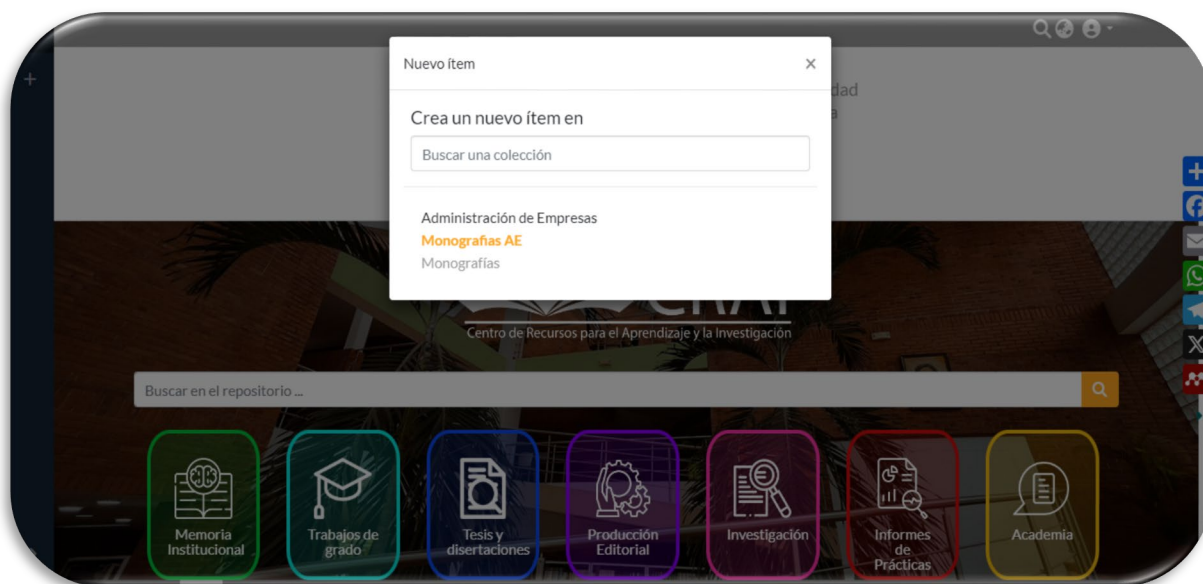 Nuevo ítem
×
dad
a
Crea un nuevo ítem en
Buscar una colección
Administración de Empresas
Monografias AE
Monografías
Centro de Recursos para el Aprendizaje y la Investigación
Buscar en el repositorio ...
Memoria
Institucional
Trabajos de
grado
Tesis y
disertaciones
Producción
Editorial
Investigación
Informes
de
Prácticas
Academia